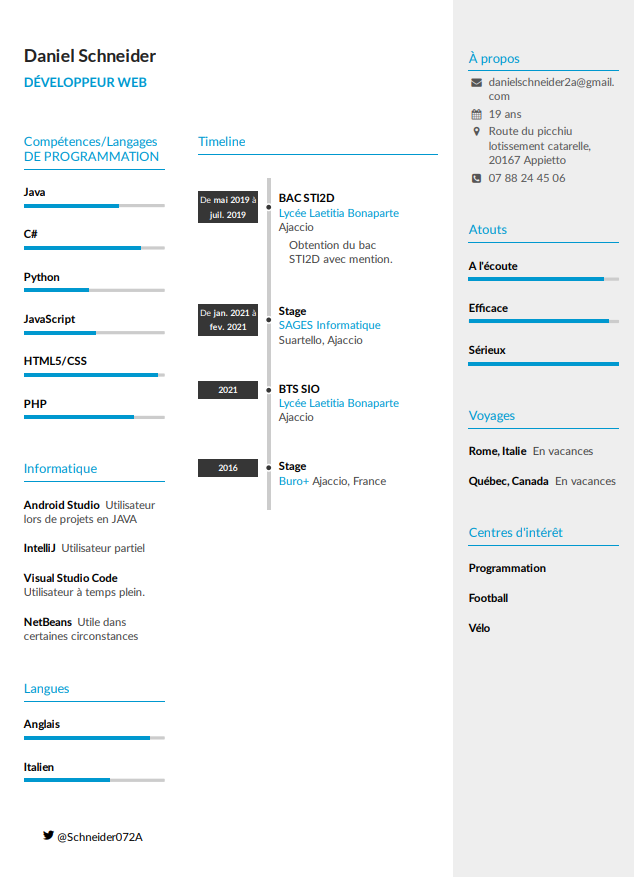 Daniel Schneider
DÉVELOPPEUR WEB
Compétences/Langages
DE PROGRAMMATION
Java
C#
Python
JavaScript
HTML5/CSS
PHP
Informatique
Android Studio Utilisateur
lors de projets en JAVA
IntelliJ Utilisateur partiel
Visual Studio Code
Utilisateur à temps plein.
NetBeans Utile dans
certaines circonstances
Langues
Anglais
Italien
@Schneider072A
Timeline
De mai 2019 à
juil. 2019
BAC STI2D
Lycée Laetitia Bonaparte
Ajaccio
Obtention du bac
STI2D avec mention.
De jan. 2021 à
fev. 2021
Stage
SAGES Informatique
Suartello, Ajaccio
2021
BTS SIO
Lycée Laetitia Bonaparte
Ajaccio
2016
Stage
Buro+ Ajaccio, France
À propos
danielschneider2a@gmail.
com
19 ans
Route du picchiu
lotissement catarelle,
20167 Appietto
07 88 24 45 06
Atouts
A l'écoute
Efficace
Sérieux
Voyages
Rome, Italie En vacances
Québec, Canada En vacances
Centres d'intérêt
Programmation
Football
Vélo